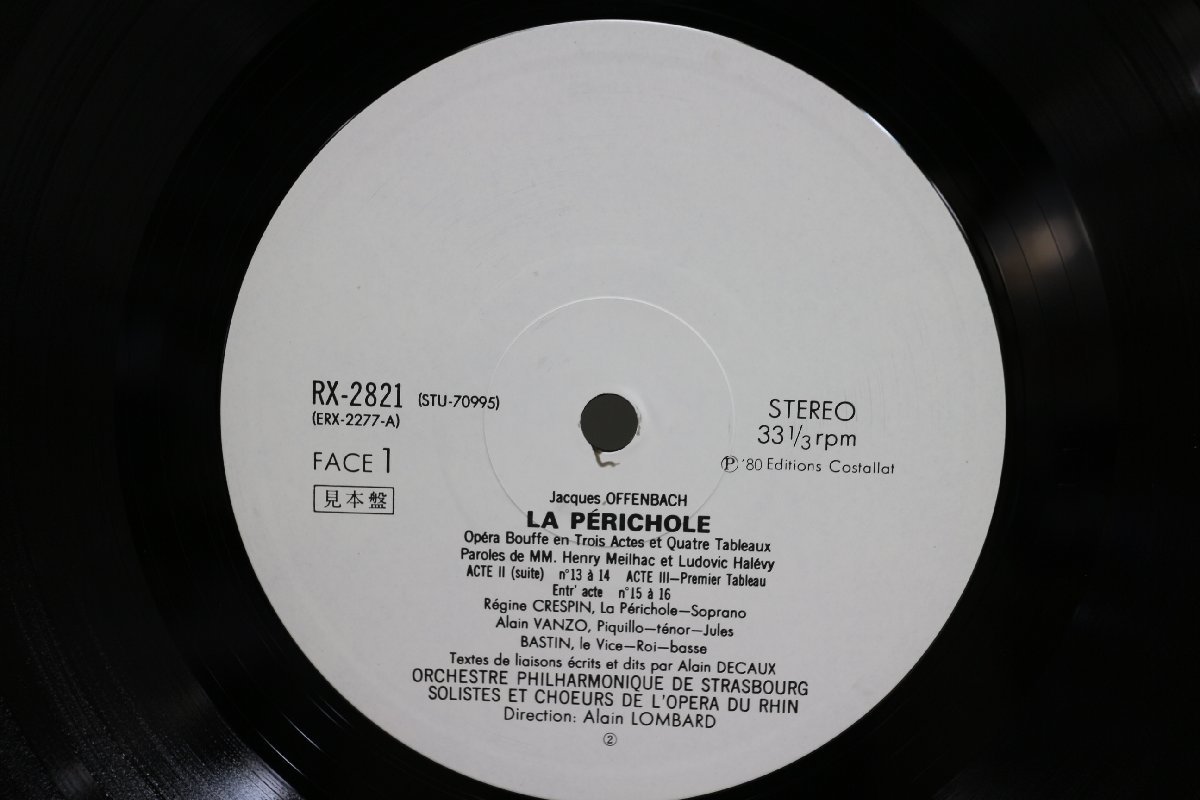 RX-2821 (STU-70995)
(ERX-2277-A)
FACE 1
見本盤
STEREO
33 1/3 rpm
Ⓟ '80 Editions Costallat
Jacques OFFENBACH
LA PÉRICHOLE
Opéra Bouffe en Trois Actes et Quatre Tableaux
Paroles de MM. Henry Meilhac et Ludovic Halévy
ACTE II (suite) n°13 à 14 ACTE III—Premier Tableau
Entr' acte n°15 à 16
Régine CRESPIN, La Périchole—Soprano
Alain VANZO, Piquillo—ténor—Jules
BASTIN, le Vice—Roi—basse
Textes de liaisons écrits et dits par Alain DECAUX
ORCHESTRE PHILHARMONIQUE DE STRASBOURG
SOLISTES ET CHOEURS DE L'OPERA DU RHIN
Direction: Alain LOMBARD
②